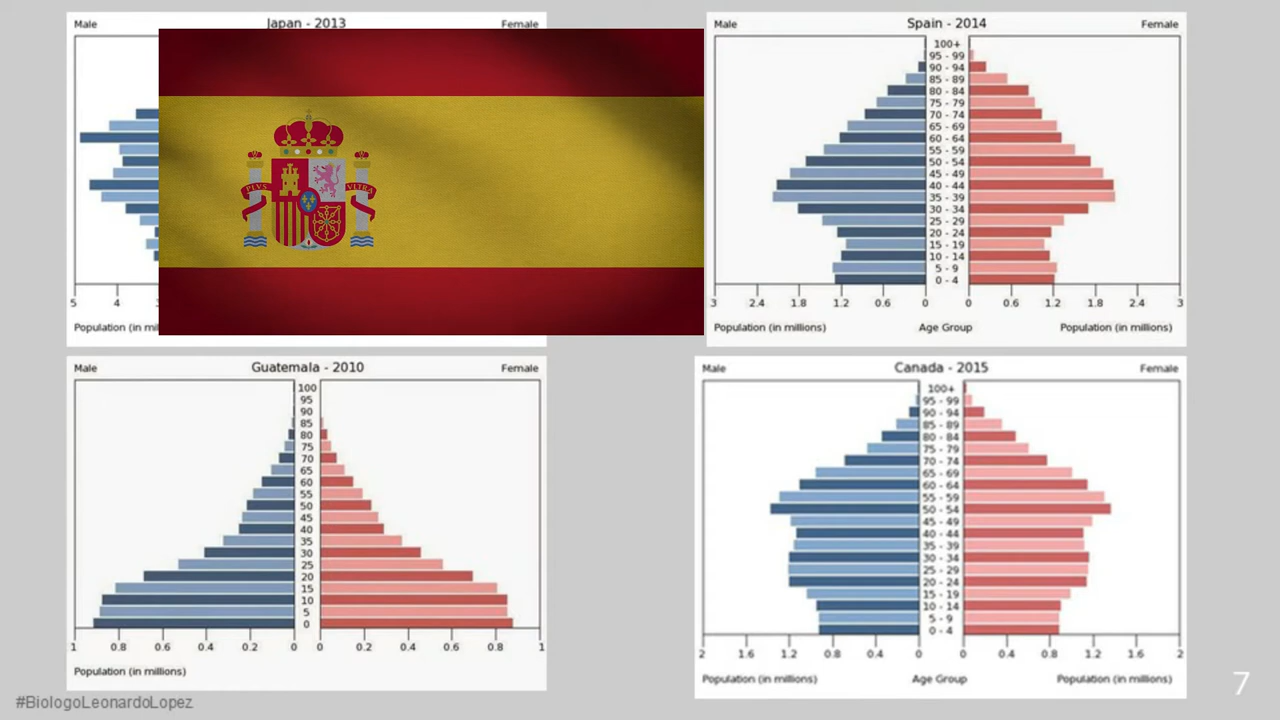 Japan - 2013
Male
Female
5 4
Population (in mil
PLVS VLTRA
Spain - 2014
Male
Female
100+
95 - 99
90 - 94
85 - 89
80 - 84
75 - 79
70 - 74
65 - 69
60 - 64
55 - 59
50 - 54
45 - 49
40 - 44
35 - 39
30 - 34
25 - 29
20 - 24
15 - 19
10 - 14
5 - 9
0 - 4
3 2.4 1.8 1.2 0.6 0 0 0.6 1.2 1.8 2.4 3
Population (in millions) Age Group Population (in millions)
Guatemala - 2010
Male
Female
100
95
90
85
80
75
70
65
60
55
50
45
40
35
30
25
20
15
10
5
0
1 0.8 0.6 0.4 0.2 0 0 0.2 0.4 0.6 0.8 1
Population (in millions)
Canada - 2015
Male
Female
100+
95 - 99
90 - 94
85 - 89
80 - 84
75 - 79
70 - 74
65 - 69
60 - 64
55 - 59
50 - 54
45 - 49
40 - 44
35 - 39
30 - 34
25 - 29
20 - 24
15 - 19
10 - 14
5 - 9
0 - 4
2 1.6 1.2 0.8 0.4 0 0 0.4 0.8 1.2 1.6 2
Population (in millions) Age Group Population (in millions)
#BiologoLeonardoLopez
7